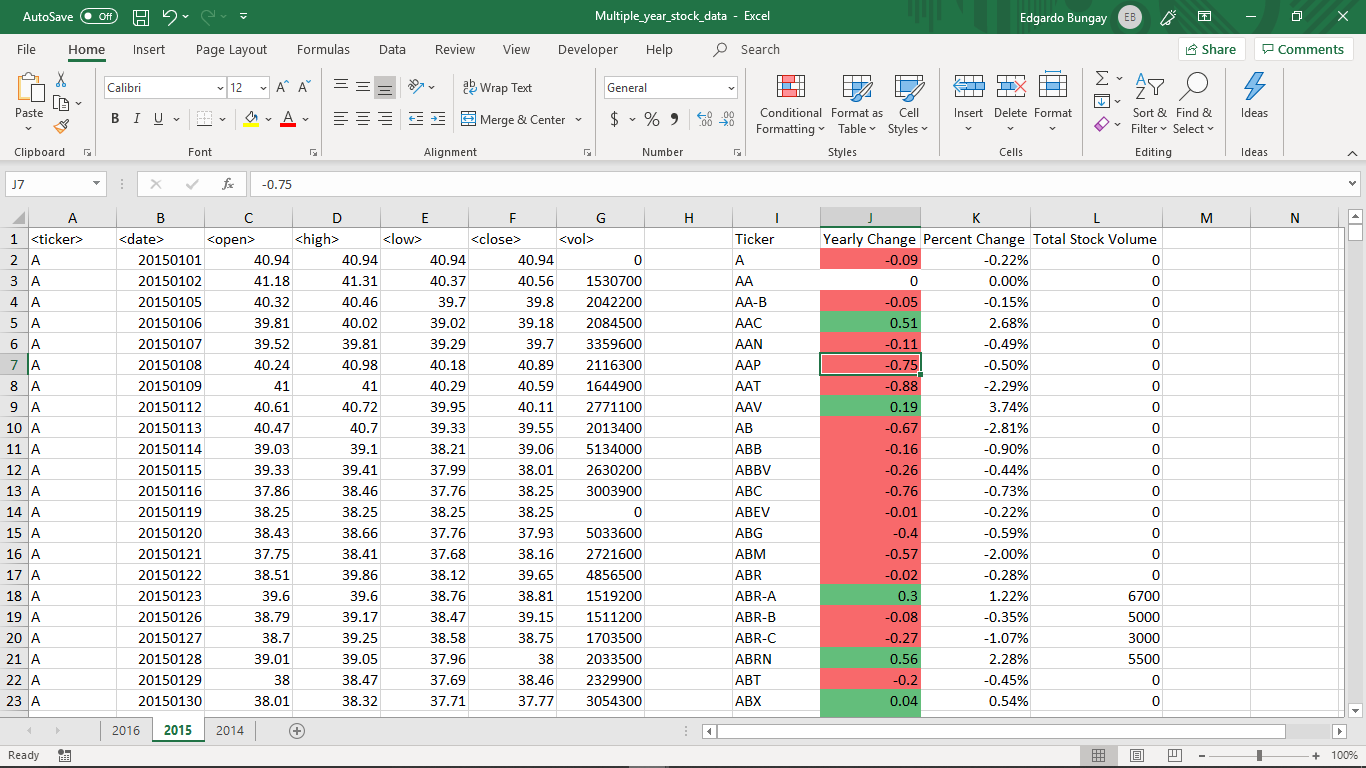 AutoSave Off Multiple_year_stock_data - Excel Edgardo Bungay EB
File Home Insert Page Layout Formulas Data Review View Developer Help Search Share Comments
Paste Calibri 12 A A Wrap Text General Conditional Formatting Format as Table Cell Styles Insert Delete Format Sort & Filter Find & Select Ideas
B I U A Merge & Center $ % 9
Clipboard Font Alignment Number Styles Cells Editing Ideas
J7 fx -0.75
A B C D E F G H I J K L M N
1 <ticker> <date> <open> <high> <low> <close> <vol> Ticker Yearly Change Percent Change Total Stock Volume
2 A 20150101 40.94 40.94 40.94 40.94 0 A -0.09 -0.22% 0
3 A 20150102 41.18 41.31 40.37 40.56 1530700 AA 0 0.00% 0
4 A 20150105 40.32 40.46 39.7 39.8 2042200 AA-B -0.05 -0.15% 0
5 A 20150106 39.81 40.02 39.02 39.18 2084500 AAC 0.51 2.68% 0
6 A 20150107 39.52 39.81 39.29 39.7 3359600 AAN -0.11 -0.49% 0
7 A 20150108 40.24 40.98 40.18 40.89 2116300 AAP -0.75 -0.50% 0
8 A 20150109 41 41 40.29 40.59 1644900 AAT -0.88 -2.29% 0
9 A 20150112 40.61 40.72 39.95 40.11 2771100 AAV 0.19 3.74% 0
10 A 20150113 40.47 40.7 39.33 39.55 2013400 AB -0.67 -2.81% 0
11 A 20150114 39.03 39.1 38.21 39.06 5134000 ABB -0.16 -0.90% 0
12 A 20150115 39.33 39.41 37.99 38.01 2630200 ABBV -0.26 -0.44% 0
13 A 20150116 37.86 38.46 37.76 38.25 3003900 ABC -0.76 -0.73% 0
14 A 20150119 38.25 38.25 38.25 38.25 0 ABEV -0.01 -0.22% 0
15 A 20150120 38.43 38.66 37.76 37.93 5033600 ABG -0.4 -0.59% 0
16 A 20150121 37.75 38.41 37.68 38.16 2721600 ABM -0.57 -2.00% 0
17 A 20150122 38.51 39.86 38.12 39.65 4856500 ABR -0.02 -0.28% 0
18 A 20150123 39.6 39.6 38.76 38.81 1519200 ABR-A 0.3 1.22% 6700
19 A 20150126 38.79 39.17 38.47 39.15 1511200 ABR-B -0.08 -0.35% 5000
20 A 20150127 38.7 39.25 38.58 38.75 1703500 ABR-C -0.27 -1.07% 3000
21 A 20150128 39.01 39.05 37.96 38 2033500 ABRN 0.56 2.28% 5500
22 A 20150129 38 38.47 37.69 38.46 2329900 ABT -0.2 -0.45% 0
23 A 20150130 38.01 38.32 37.71 37.77 3054300 ABX 0.04 0.54% 0
2016 2015 2014
Ready 100%